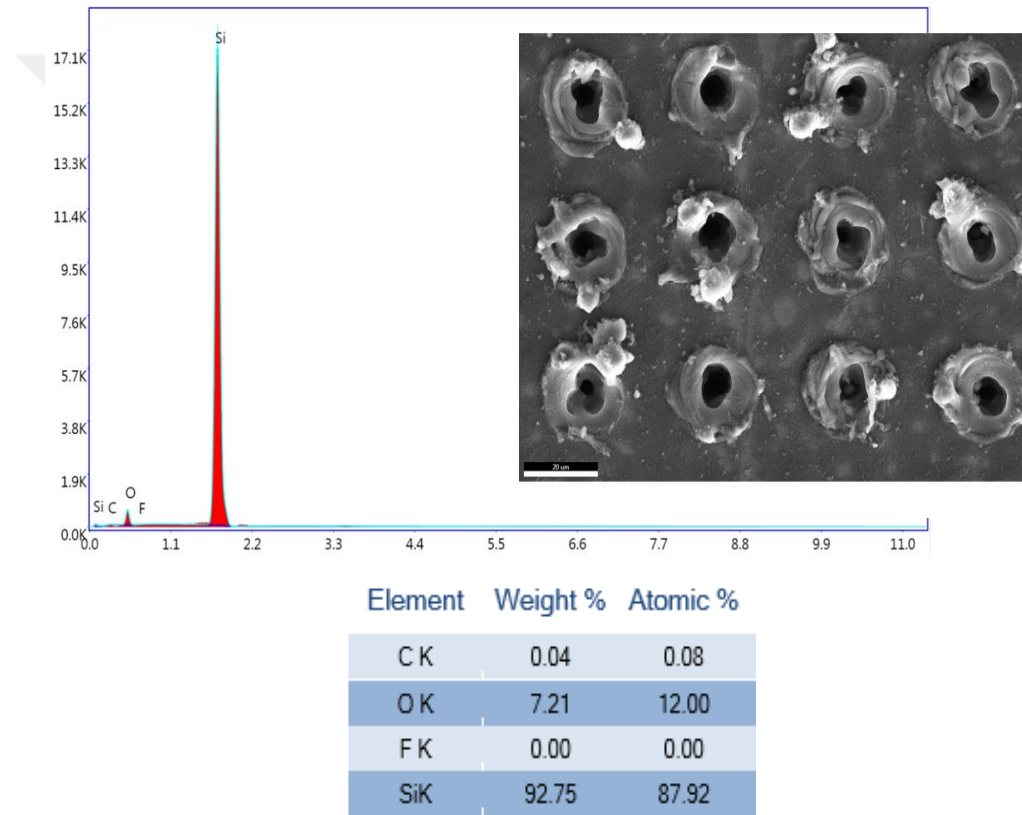 Si
17.1K
15.2K
13.3K
11.4K
9.5K
7.6K
5.7K
3.8K
1.9K
0.0K
Si C O F
0.0 1.1 2.2 3.3 4.4 5.5 6.6 7.7 8.8 9.9 11.0
20 um
Element Weight % Atomic %
C K 0.04 0.08
O K 7.21 12.00
F K 0.00 0.00
SiK 92.75 87.92